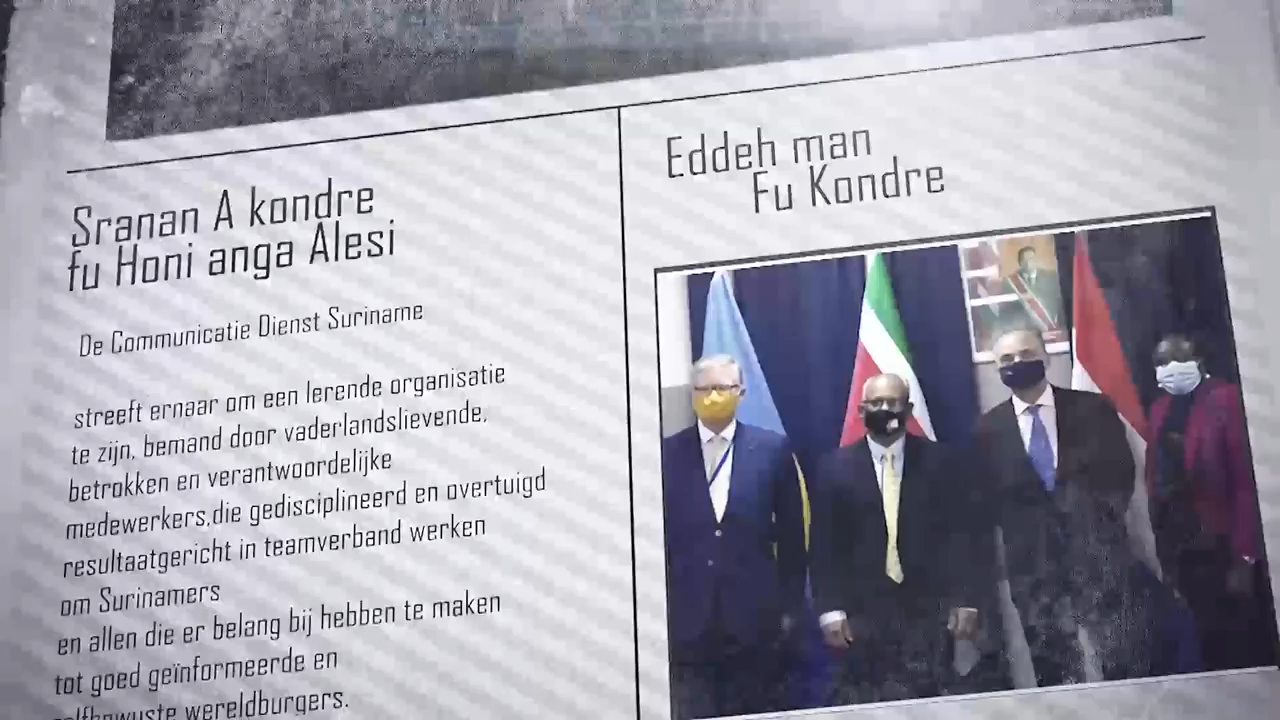 Sranan A kondre
fu Honi anga Alesi
De Communicatie Dienst Suriname
streeft ernaar om een lerende organisatie
te zijn, bemand door vaderlandslievende,
betrokken en verantwoordelijke
medewerkers,die gedisciplineerd en overtuigd
resultaatgericht in teamverband werken
om Surinamers
en allen die er belang bij hebben te maken
tot goed geïnformeerde en
zelfbewuste wereldburgers.
Eddeh man
Fu Kondre